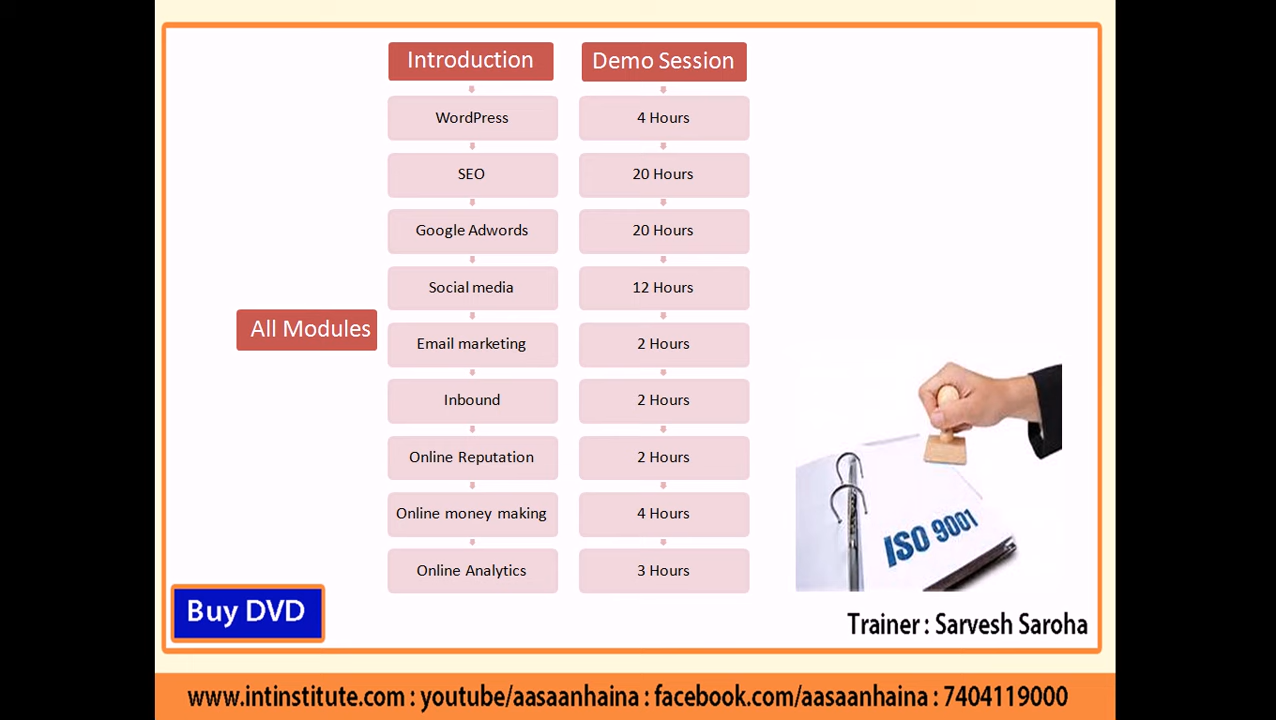 Introduction Demo Session
WordPress 4 Hours
SEO 20 Hours
Google Adwords 20 Hours
Social media 12 Hours
All Modules
Email marketing 2 Hours
Inbound 2 Hours
Online Reputation 2 Hours
Online money making 4 Hours
Online Analytics 3 Hours
ISO 9001
Buy DVD
Trainer : Sarvesh Saroha
www.intinstitute.com : youtube/aasaanhaina : facebook.com/aasaanhaina : 7404119000